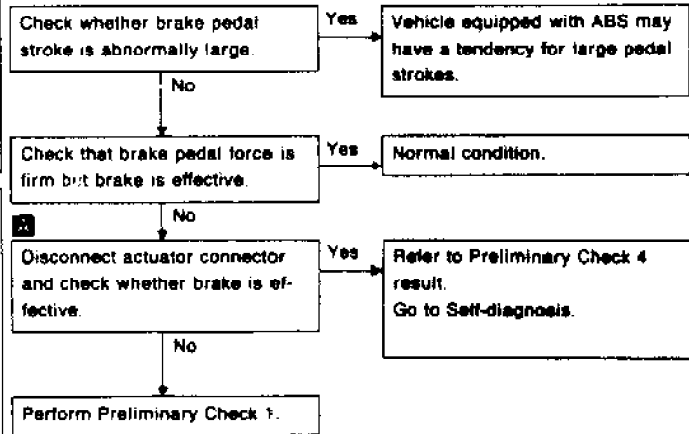 Check whether brake pedal
stroke is abnormally large.
Yes
Vehicle equipped with ABS may
have a tendency for large pedal
strokes.
No
Check that brake pedal force is
firm but brake is effective.
Yes
Normal condition.
No
Disconnect actuator connector
and check whether brake is ef-
fective.
Yes
Refer to Preliminary Check 4
result.
Go to Self-diagnosis.
No
Perform Preliminary Check 1.